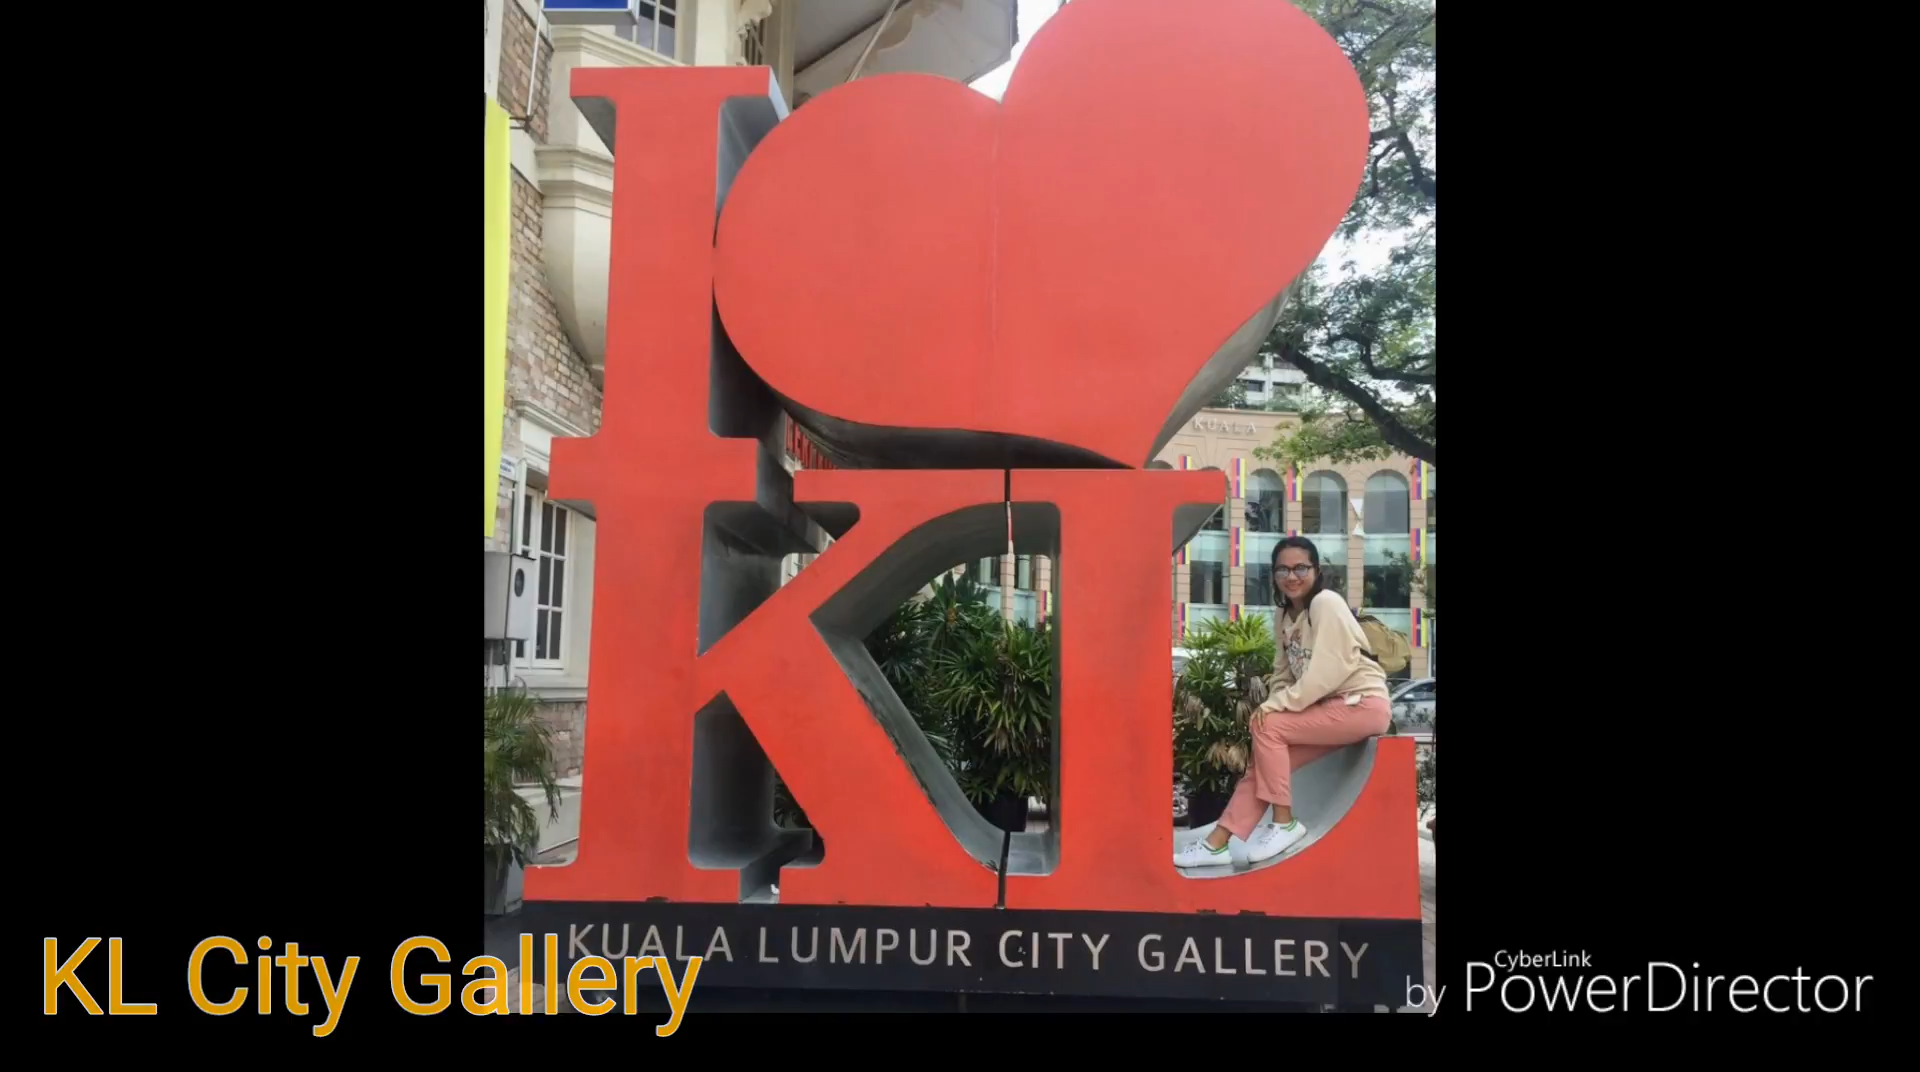 I
KL
KUALA
KUALA LUMPUR CITY GALLERY
KL City Gallery
by CyberLink PowerDirector